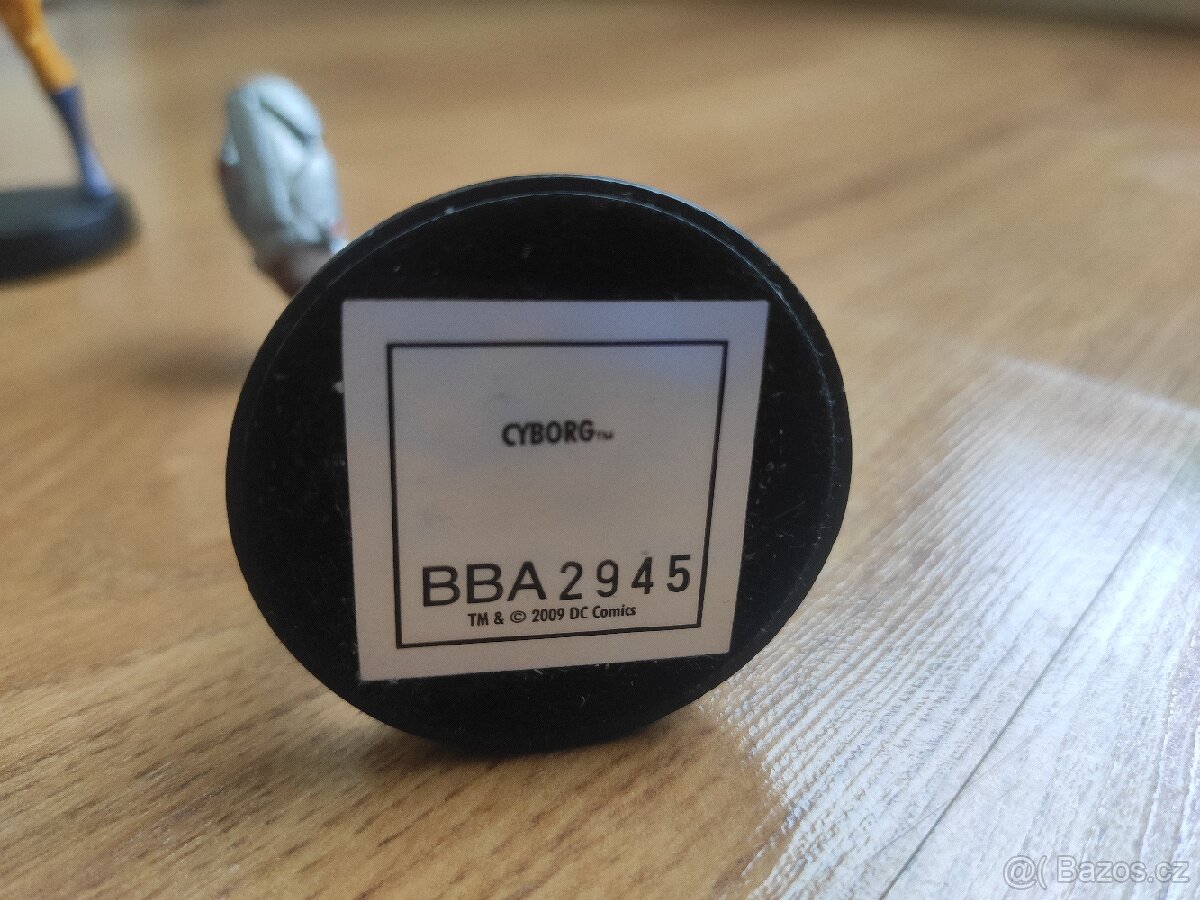 CYBORG™
BBA2945
TM & © 2009 DC Comics
@( Bazos.cz